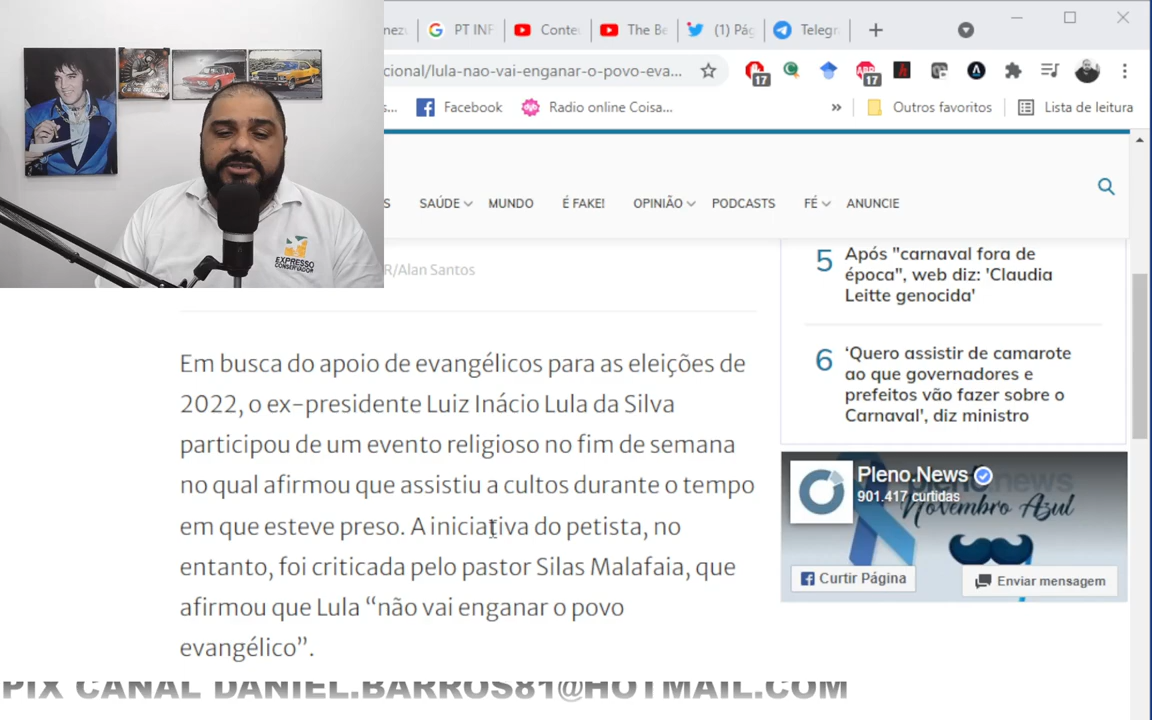 PT INF
Conte
The Be
(1) Pág
Telegr
cional/lula-nao-vai-enganar-o-povo-eva...
17
17
Facebook
Radio online Coisa...
»
Outros favoritos
Lista de leitura
S
SAÚDE
MUNDO
É FAKE!
OPINIÃO
PODCASTS
FÉ
ANUNCIE
EXPRESSO
CONSERVADOR
R/Alan Santos
5 Após "carnaval fora de
época", web diz: 'Claudia
Leitte genocida'
6 ‘Quero assistir de camarote
ao que governadores e
prefeitos vão fazer sobre o
Carnaval', diz ministro
Em busca do apoio de evangélicos para as eleições de
2022, o ex-presidente Luiz Inácio Lula da Silva
participou de um evento religioso no fim de semana
no qual afirmou que assistiu a cultos durante o tempo
em que esteve preso. A iniciativa do petista, no
entanto, foi criticada pelo pastor Silas Malafaia, que
afirmou que Lula “não vai enganar o povo
evangélico”.
Pleno.News
901.417 curtidas
Novembro Azul
Curtir Página
Enviar mensagem
PIX CANAL DANIEL.BARROS81@HOTMAIL.COM